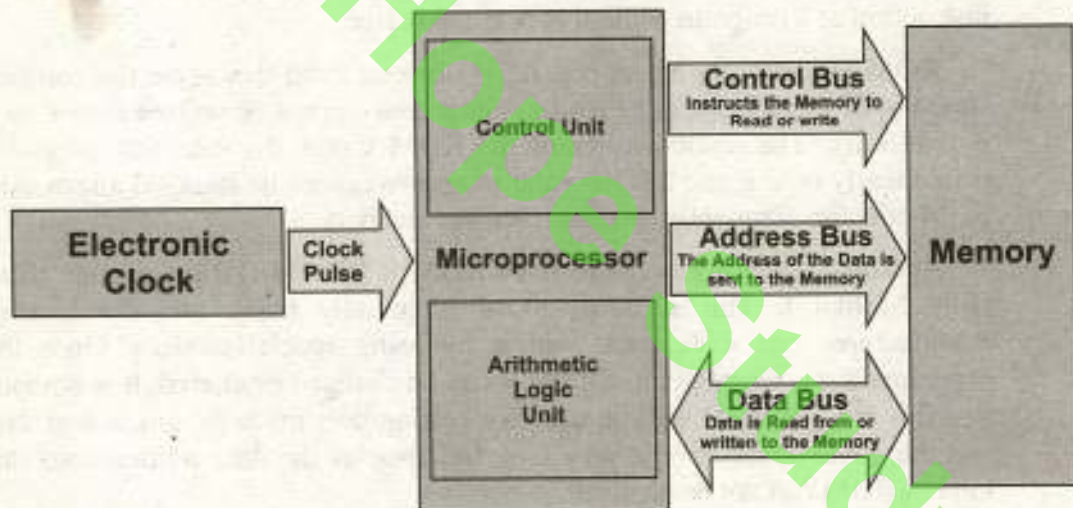 Control Unit
Microprocessor
Arithmetic
Logic
Unit
Electronic
Clock
Clock
Pulse
Control Bus
Instructs the Memory to
Read or write
Address Bus
The Address of the Data is
sent to the Memory
Data Bus
Data is Read from or
written to the Memory
Memory
Hope Stud